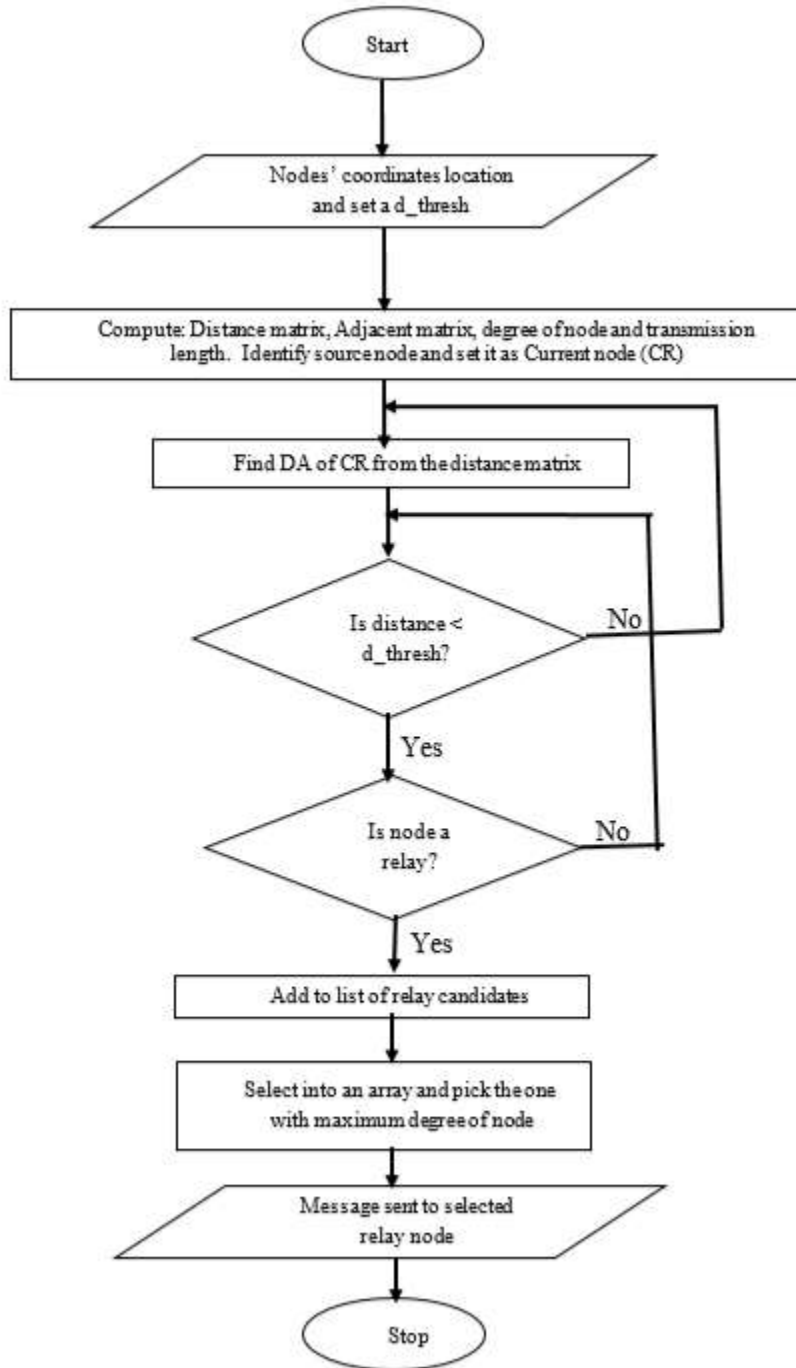 Start
Nodes’ coordinates location
and set a d_thresh
Compute: Distance matrix, Adjacent matrix, degree of node and transmission
length. Identify source node and set it as Current node (CR)
Find DA of CR from the distance matrix
Is distance <
d_thresh?
No
Yes
Is node a
relay?
No
Yes
Add to list of relay candidates
Select into an array and pick the one
with maximum degree of node
Message sent to selected
relay node
Stop